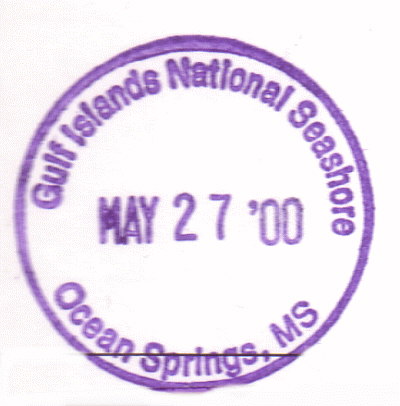 Gulf Islands National Seashore
MAY 27 '00
Ocean Springs, MS